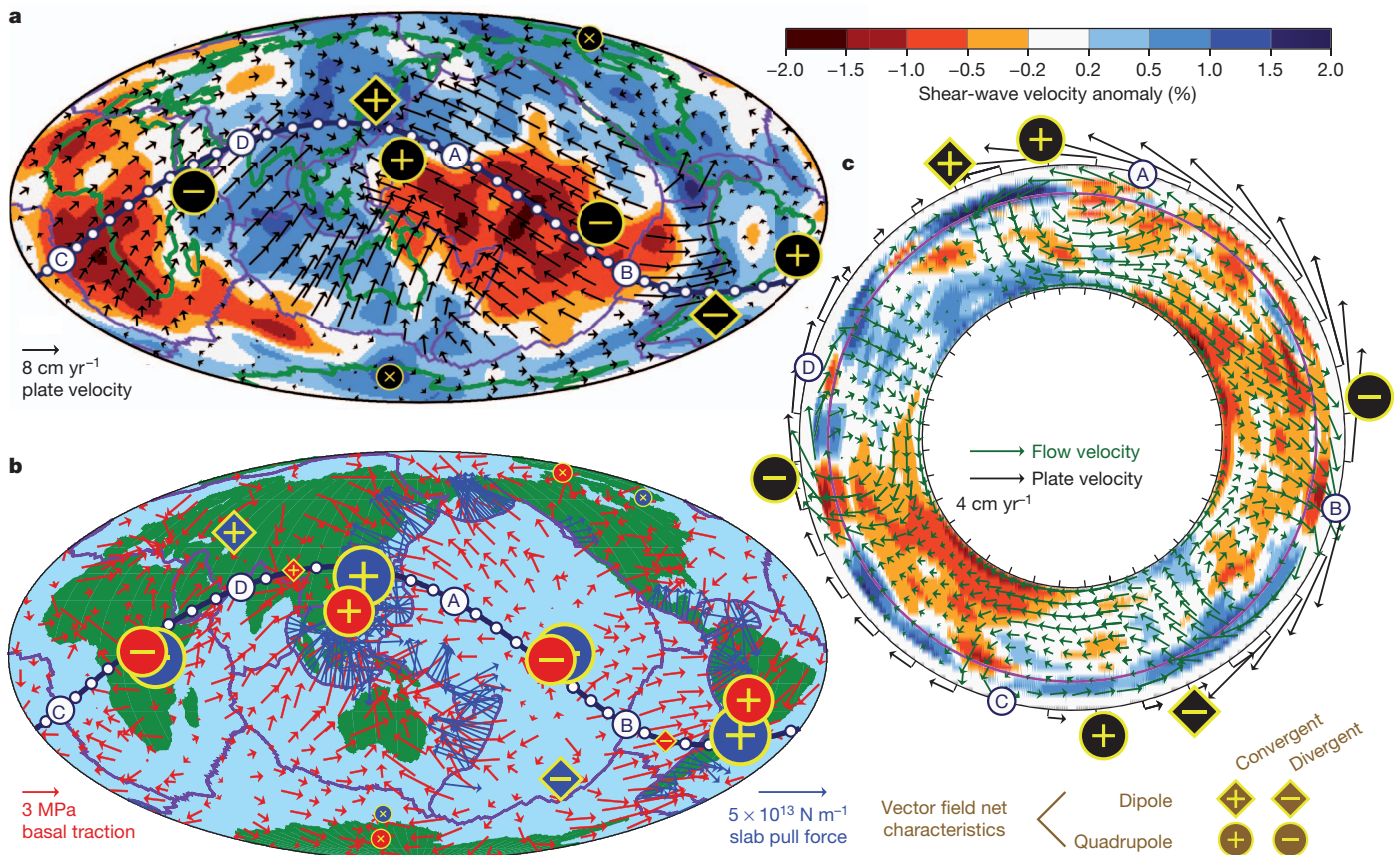 a
−2.0 −1.5 −1.0 −0.5 −0.2 0.2 0.5 1.0 1.5 2.0
Shear-wave velocity anomaly (%)
D
A
C
B
8 cm yr⁻¹
plate velocity
b
D
A
C
B
3 MPa
basal traction
5 × 10¹³ N m⁻¹
slab pull force
c
A
D
B
C
Flow velocity
Plate velocity
4 cm yr⁻¹
Convergent
Divergent
Vector field net
characteristics
Dipole
Quadrupole